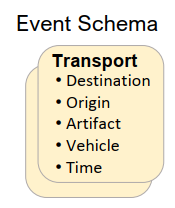 Event Schema
Transport
• Destination
• Origin
• Artifact
• Vehicle
• Time